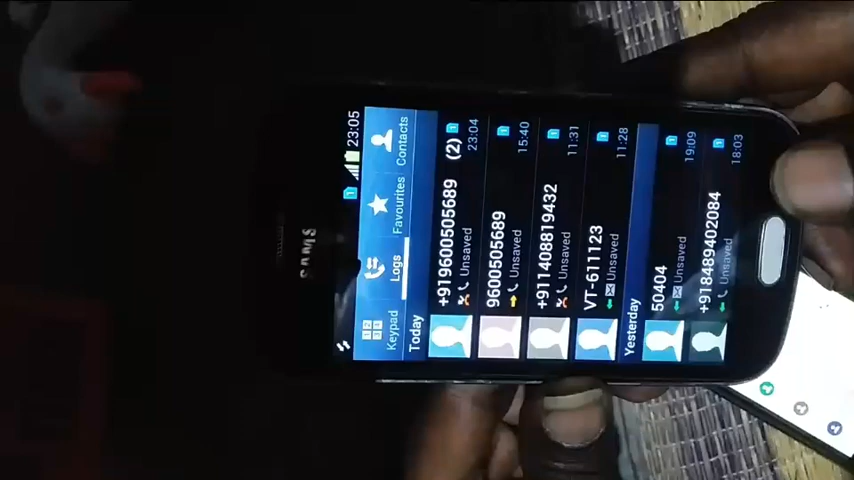 SAMS
23:05
Keypad
Logs
Favourites
Contacts
Today
+919600505689
(2)
Unsaved
23:04
9600505689
Unsaved
15:40
+911408819432
Unsaved
11:31
VT-611123
Unsaved
11:28
Yesterday
50404
Unsaved
19:09
+918489402084
Unsaved
18:03